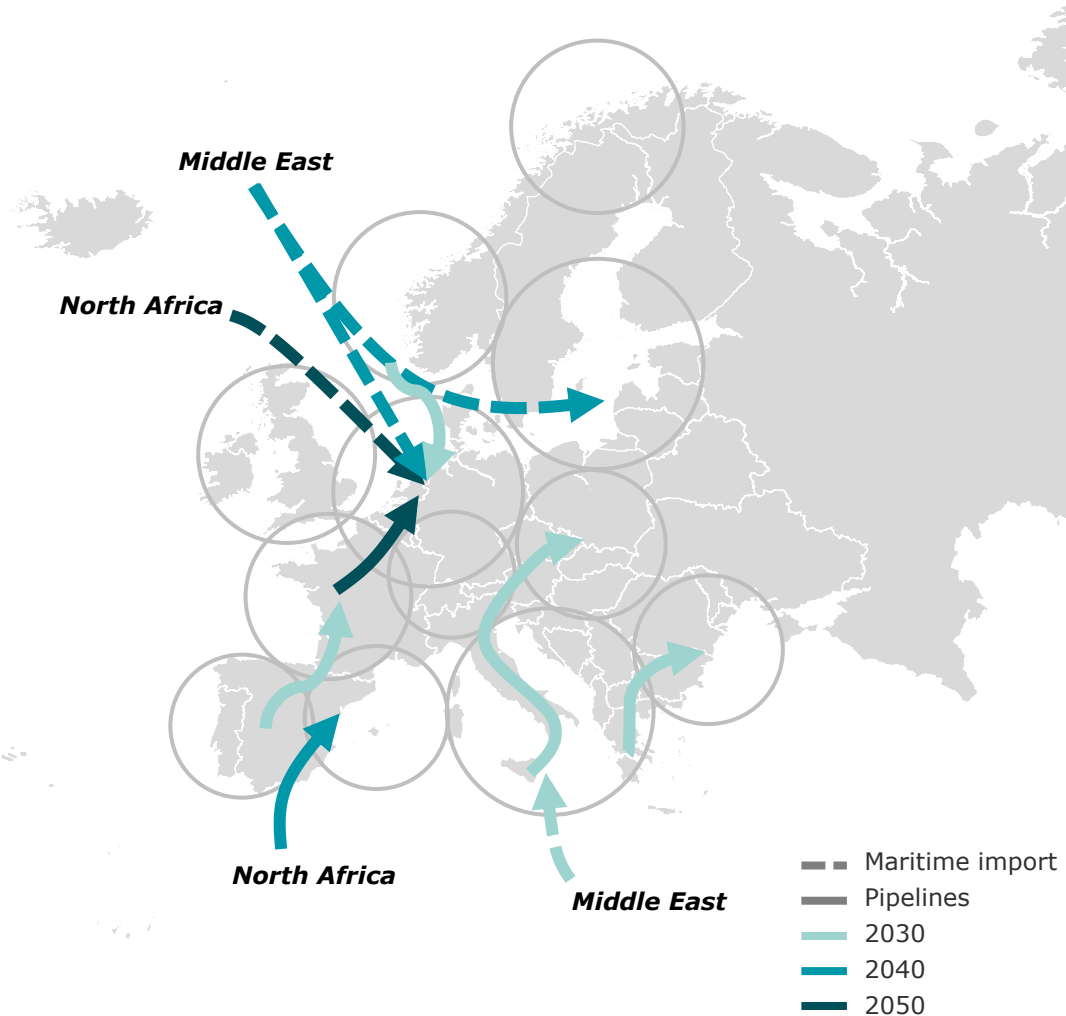 Middle East
North Africa
North Africa
Middle East
Maritime import
Pipelines
2030
2040
2050